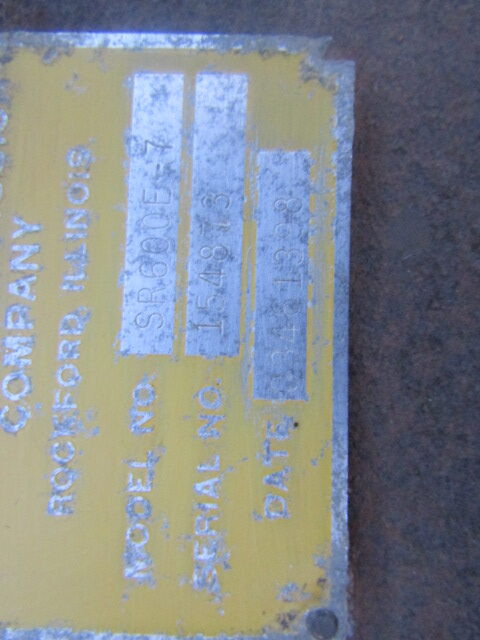 COMPANY
ROCKFORD, ILLINOIS
MODEL NO. SR600E-7
SERIAL NO. 154873
DATE